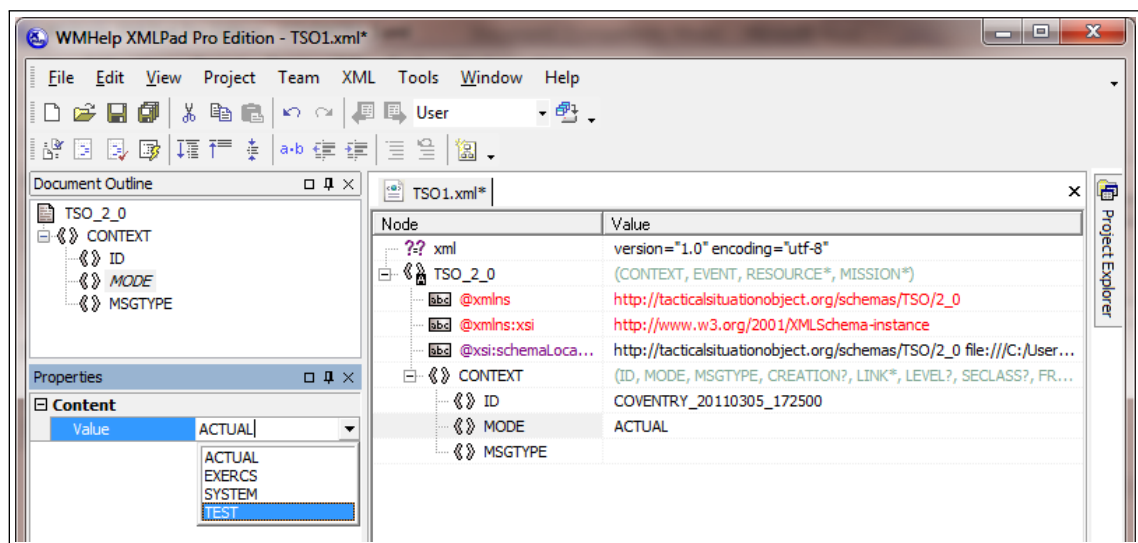 WMHelp XMLPad Pro Edition - TSO1.xml*
File Edit View Project Team XML Tools Window Help
User
a·b
Document Outline
TSO_2_0
CONTEXT
ID
MODE
MSGTYPE
Properties
Content
Value ACTUAL
ACTUAL
EXERCS
SYSTEM
TEST
TSO1.xml*
Node Value
?=? xml version="1.0" encoding="utf-8"
TSO_2_0 (CONTEXT, EVENT, RESOURCE*, MISSION*)
abc @xmlns http://tacticalsituationobject.org/schemas/TSO/2_0
abc @xmlns:xsi http://www.w3.org/2001/XMLSchema-instance
abc @xsi:schemaLoca... http://tacticalsituationobject.org/schemas/TSO/2_0 file:///C:/User...
CONTEXT (ID, MODE, MSGTYPE, CREATION?, LINK*, LEVEL?, SECLASS?, FR...
ID COVENTRY_20110305_172500
MODE ACTUAL
MSGTYPE
Project Explorer